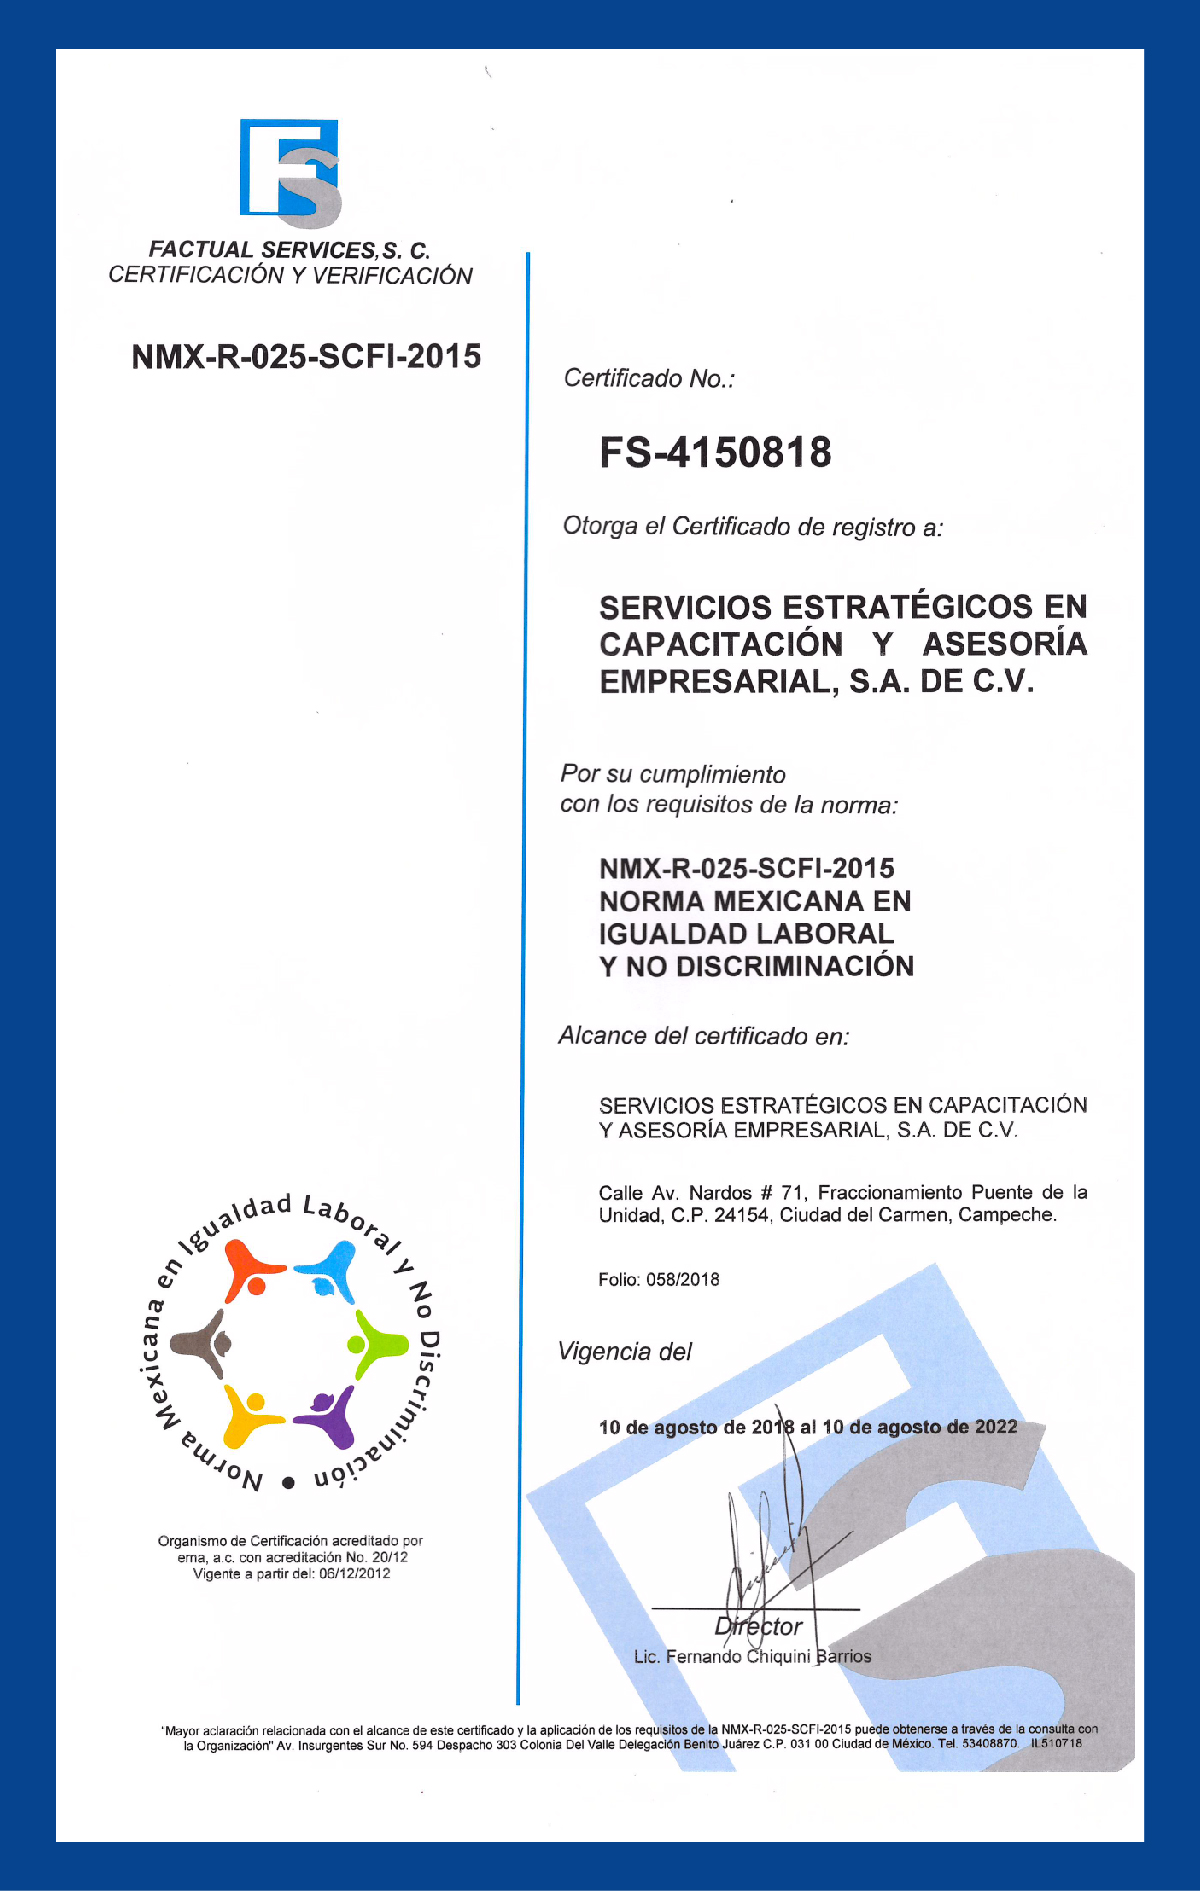 FS
FACTUAL SERVICES, S. C.
CERTIFICACIÓN Y VERIFICACIÓN
NMX-R-025-SCFI-2015
Certificado No.:
FS-4150818
Otorga el Certificado de registro a:
SERVICIOS ESTRATÉGICOS EN
CAPACITACIÓN Y ASESORÍA
EMPRESARIAL, S.A. DE C.V.
Por su cumplimiento
con los requisitos de la norma:
NMX-R-025-SCFI-2015
NORMA MEXICANA EN
IGUALDAD LABORAL
Y NO DISCRIMINACIÓN
Alcance del certificado en:
SERVICIOS ESTRATÉGICOS EN CAPACITACIÓN
Y ASESORÍA EMPRESARIAL, S.A. DE C.V.
Calle Av. Nardos # 71, Fraccionamiento Puente de la
Unidad, C.P. 24154, Ciudad del Carmen, Campeche.
Folio: 058/2018
Vigencia del
10 de agosto de 2018 al 10 de agosto de 2022
Director
Lic. Fernando Chiquini Barrios
Norma Mexicana en Igualdad Laboral y No Discriminación •
Organismo de Certificación acreditado por
ema, a.c. con acreditación No. 20/12
Vigente a partir del: 06/12/2012
"Mayor aclaración relacionada con el alcance de este certificado y la aplicación de los requisitos de la NMX-R-025-SCFI-2015 puede obtenerse a través de la consulta con
la Organización" Av. Insurgentes Sur No. 594 Despacho 303 Colonia Del Valle Delegación Benito Juárez C.P. 031 00 Ciudad de México. Tel. 53408870. IL510718